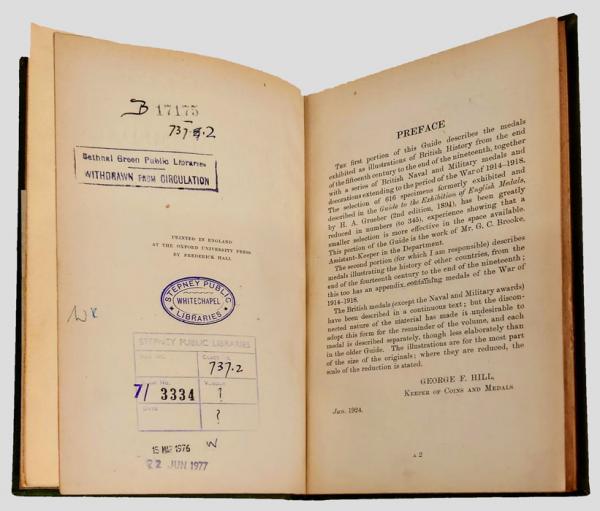 B 17175
737.2
Bethnal Green Public Libraries
WITHDRAWN FROM CIRCULATION
PRINTED IN ENGLAND
AT THE OXFORD UNIVERSITY PRESS
BY FREDERICK HALL
STEPNEY PUBLIC
WHITECHAPEL
LIBRARIES
W
STEPNEY PUBLIC LIBRARIES
Class
737.2
No.
7/ 3334
?
Date
?
15 MAR 1976
W
22 JUN 1977
PREFACE
THE first portion of this Guide describes the medals
exhibited as illustrations of British History from the end
of the fifteenth century to the end of the nineteenth, together
with a series of British Naval and Military medals and
decorations extending to the period of the War of 1914–1918.
The selection of 616 specimens formerly exhibited and
described in the Guide to the Exhibition of English Medals,
by H. A. Grueber (2nd edition, 1894), has been greatly
reduced in numbers (to 345), experience showing that a
smaller selection is more effective in the space available.
This portion of the Guide is the work of Mr. G. C. Brooke,
Assistant-Keeper in the Department.
The second portion (for which I am responsible) describes
medals illustrating the history of other countries, from the
end of the fourteenth century to the end of the nineteenth;
this too has an appendix containing medals of the War of
1914–1918.
The British medals (except the Naval and Military awards)
have been described in a continuous text; but the discon-
nected nature of the material has made it undesirable to
adopt this form for the remainder of the volume, and each
medal is described separately, though less elaborately than
in the older Guide. The illustrations are for the most part
of the size of the originals; where they are reduced, the
scale of the reduction is stated.
GEORGE F. HILL,
KEEPER OF COINS AND MEDALS
Jan. 1924.
A 2